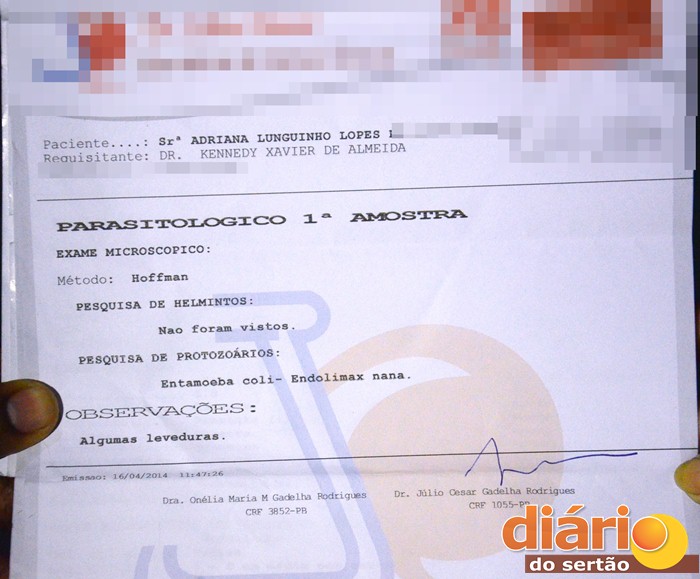 Paciente....: Srª ADRIANA LUNGUINHO LOPES
Requisitante: DR. KENNEDY XAVIER DE ALMEIDA
PARASITOLOGICO 1ª AMOSTRA
EXAME MICROSCOPICO:
Método: Hoffman
PESQUISA DE HELMINTOS:
Nao foram vistos.
PESQUISA DE PROTOZOÁRIOS:
Entamoeba coli- Endolimax nana.
OBSERVAÇÕES:
Algumas leveduras.
Emissao: 16/04/2014 11:47:26
Dra. Onélia Maria M Gadelha Rodrigues
CRF 3852-PB
Dr. Júlio Cesar Gadelha Rodrigues
CRF 1055-PB
diário
do sertão